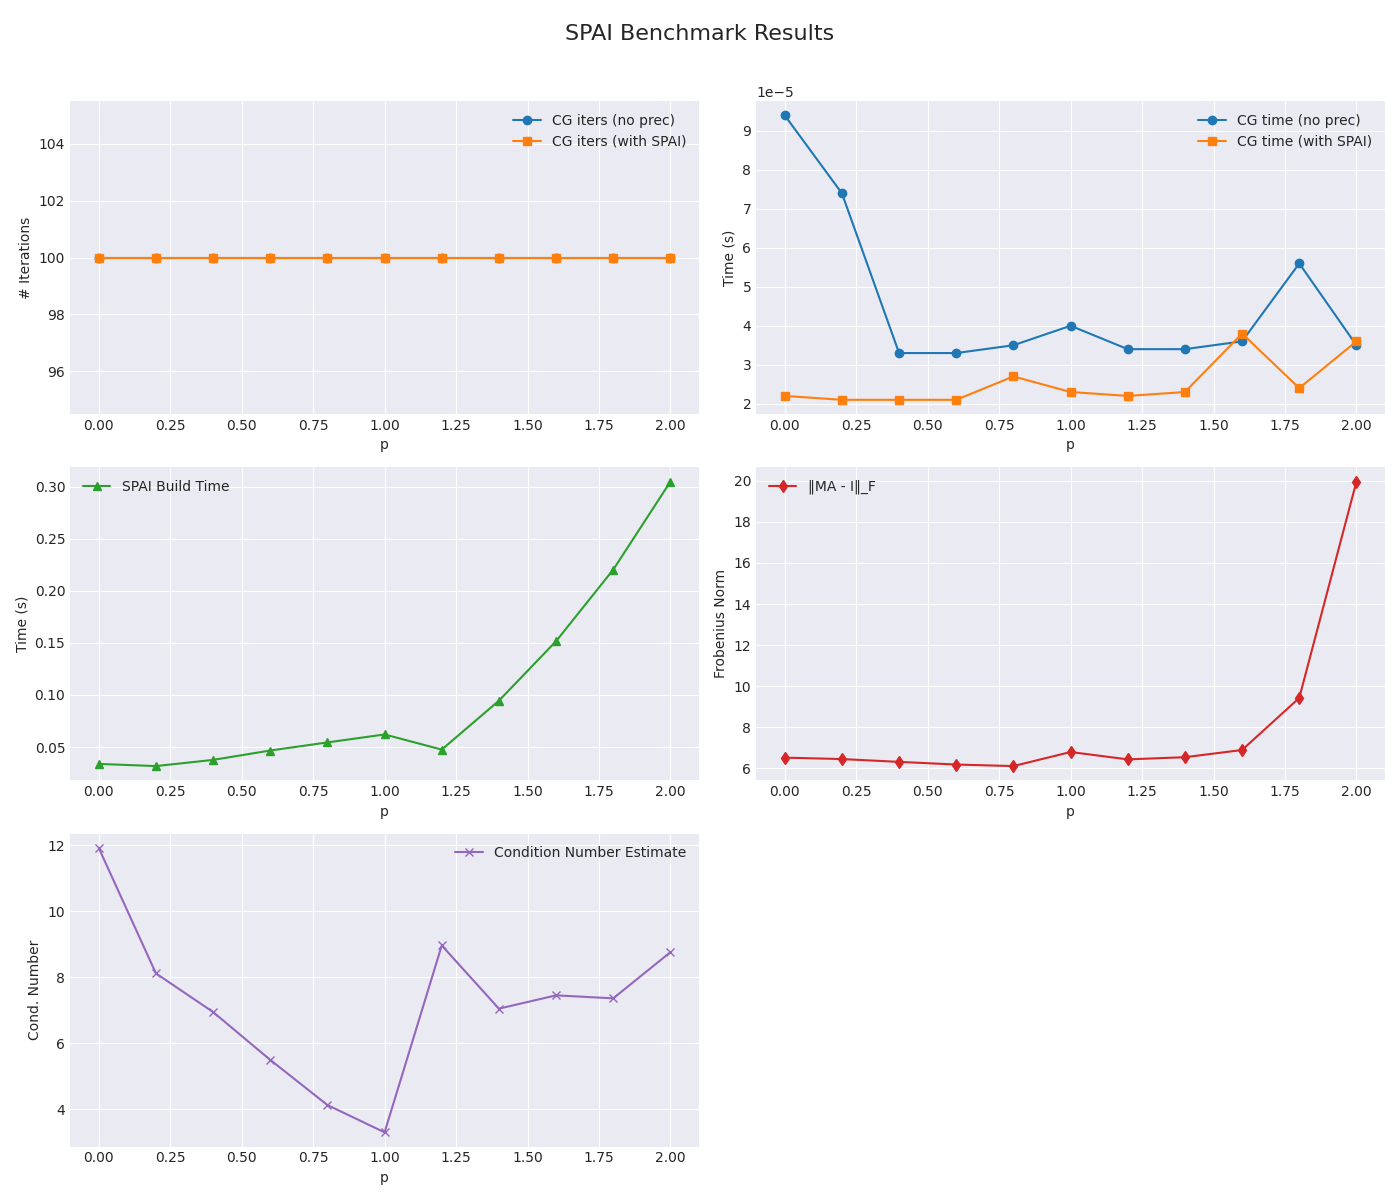 SPAI Benchmark Results
CG iters (no prec)
CG iters (with SPAI)
104
102
100
98
96
# Iterations
0.00 0.25 0.50 0.75 1.00 1.25 1.50 1.75 2.00
p
1e−5
CG time (no prec)
CG time (with SPAI)
9
8
7
6
5
4
3
2
Time (s)
0.00 0.25 0.50 0.75 1.00 1.25 1.50 1.75 2.00
p
SPAI Build Time
0.30
0.25
0.20
0.15
0.10
0.05
Time (s)
0.00 0.25 0.50 0.75 1.00 1.25 1.50 1.75 2.00
p
‖MA - I‖_F
20
18
16
14
12
10
8
6
Frobenius Norm
0.00 0.25 0.50 0.75 1.00 1.25 1.50 1.75 2.00
p
Condition Number Estimate
12
10
8
6
4
Cond. Number
0.00 0.25 0.50 0.75 1.00 1.25 1.50 1.75 2.00
p